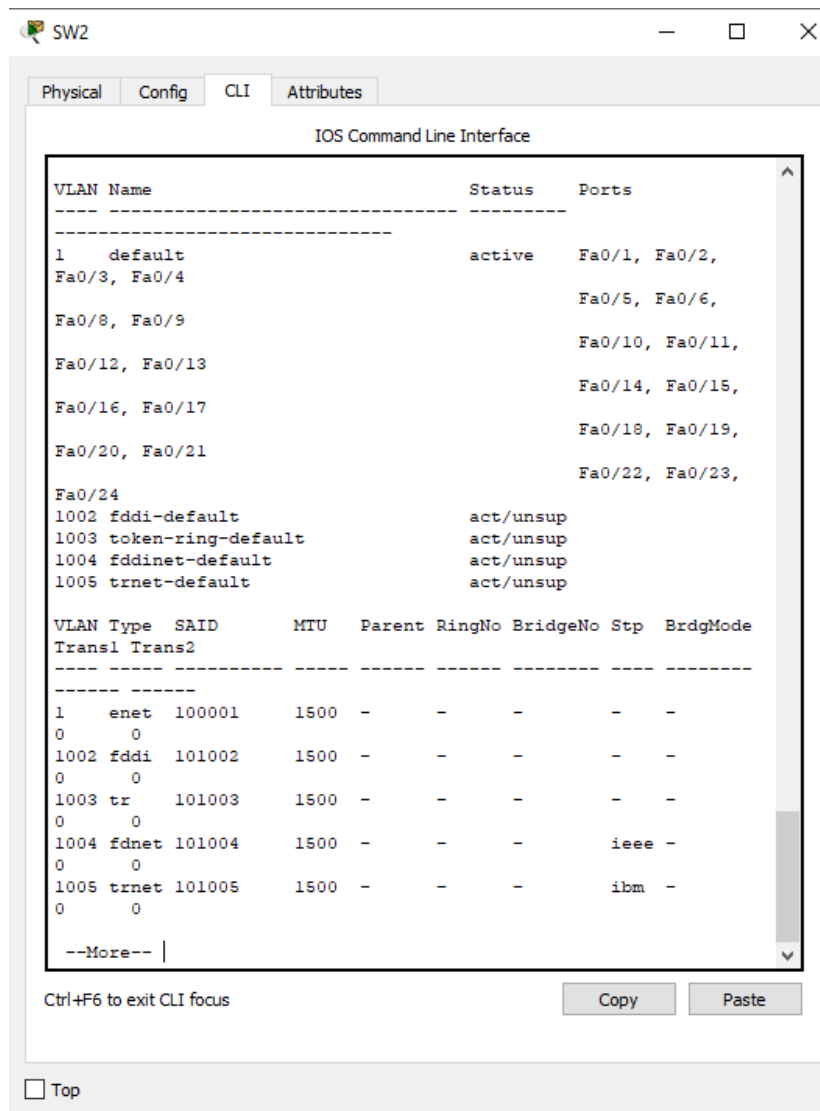 SW2
Physical Config CLI Attributes
IOS Command Line Interface
VLAN Name                             Status    Ports
---- -------------------------------- ---------
-------------------------------
1    default                          active    Fa0/1, Fa0/2,
Fa0/3, Fa0/4
                                                Fa0/5, Fa0/6,
Fa0/8, Fa0/9
                                                Fa0/10, Fa0/11,
Fa0/12, Fa0/13
                                                Fa0/14, Fa0/15,
Fa0/16, Fa0/17
                                                Fa0/18, Fa0/19,
Fa0/20, Fa0/21
                                                Fa0/22, Fa0/23,
Fa0/24
1002 fddi-default                     act/unsup
1003 token-ring-default               act/unsup
1004 fddinet-default                  act/unsup
1005 trnet-default                    act/unsup
VLAN Type  SAID       MTU   Parent RingNo BridgeNo Stp  BrdgMode
Trans1 Trans2
---- ----- ---------- ----- ------ ------ -------- ---- --------
------ ------
1    enet  100001     1500  -      -      -        -    -
0      0
1002 fddi  101002     1500  -      -      -        -    -
0      0
1003 tr    101003     1500  -      -      -        -    -
0      0
1004 fdnet 101004     1500  -      -      -        ieee -
0      0
1005 trnet 101005     1500  -      -      -        ibm  -
0      0
--More--
Ctrl+F6 to exit CLI focus Copy Paste
Top